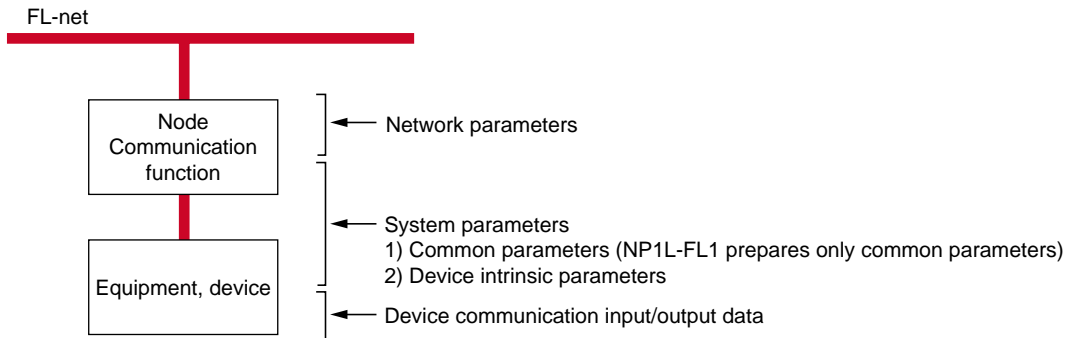 FL-net
Node
Communication
function
Network parameters
System parameters
1) Common parameters (NP1L-FL1 prepares only common parameters)
2) Device intrinsic parameters
Equipment, device
Device communication input/output data